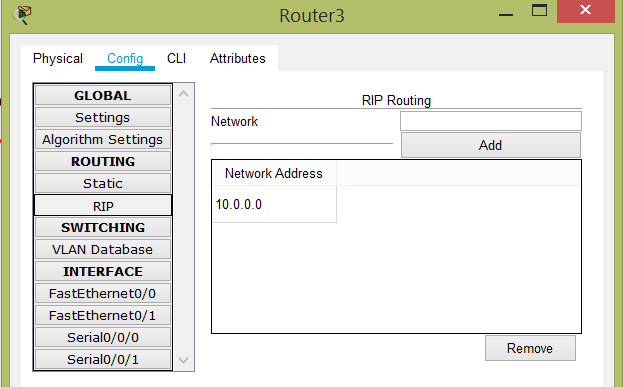 Router3
Physical Config CLI Attributes
GLOBAL
Settings
Algorithm Settings
ROUTING
Static
RIP
SWITCHING
VLAN Database
INTERFACE
FastEthernet0/0
FastEthernet0/1
Serial0/0/0
Serial0/0/1
RIP Routing
Network
Add
Network Address
10.0.0.0
Remove